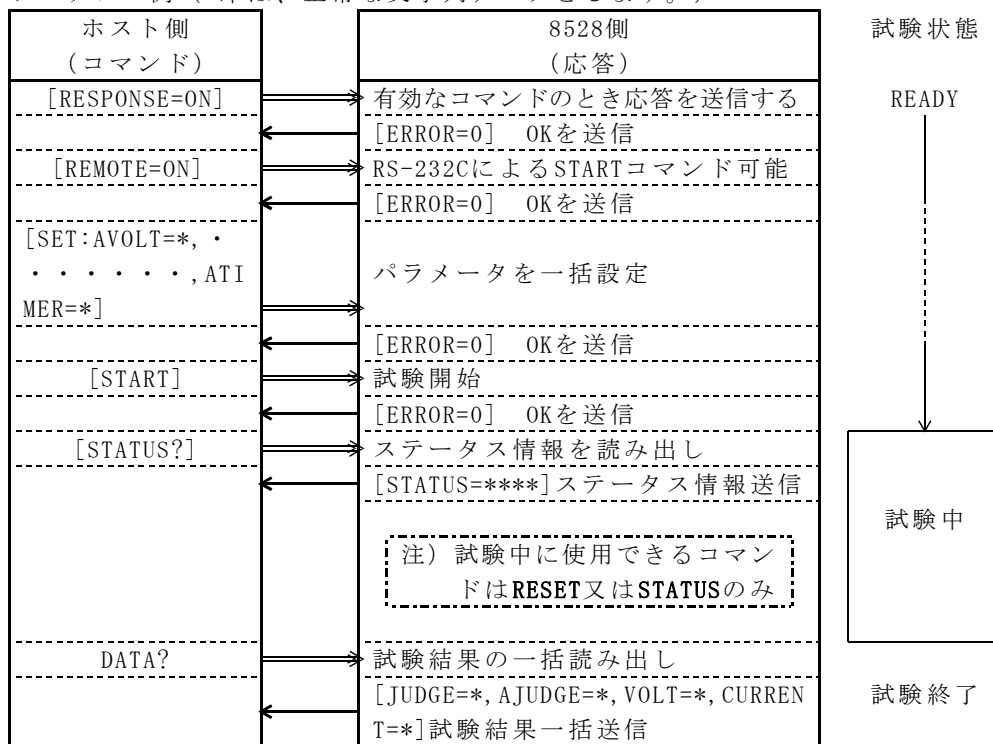 ホスト側
(コマンド)
8528側
(応答)
試験状態
[RESPONSE=ON]
有効なコマンドのとき応答を送信する
READY
[ERROR=0] OKを送信
[REMOTE=ON]
RS-232CによるSTARTコマンド可能
[ERROR=0] OKを送信
[SET:AVOLT=*,・
・・・・・・,ATI
MER=*]
パラメータを一括設定
[ERROR=0] OKを送信
[START]
試験開始
[ERROR=0] OKを送信
[STATUS?]
ステータス情報を読み出し
[STATUS=****]ステータス情報送信
試験中
注) 試験中に使用できるコマン
ドはRESET又はSTATUSのみ
DATA?
試験結果の一括読み出し
[JUDGE=*,AJUDGE=*,VOLT=*,CURREN
T=*]試験結果一括送信
試験終了